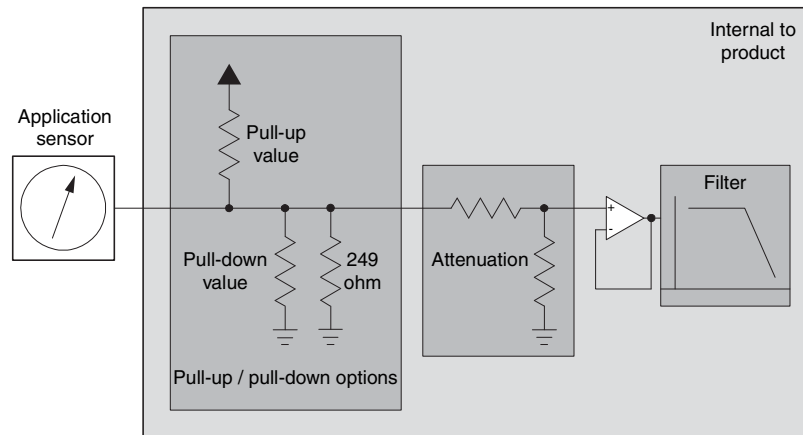 Internal to
product
Application
sensor
Pull-up
value
Pull-down
value
249
ohm
Pull-up / pull-down options
Attenuation
+
-
Filter